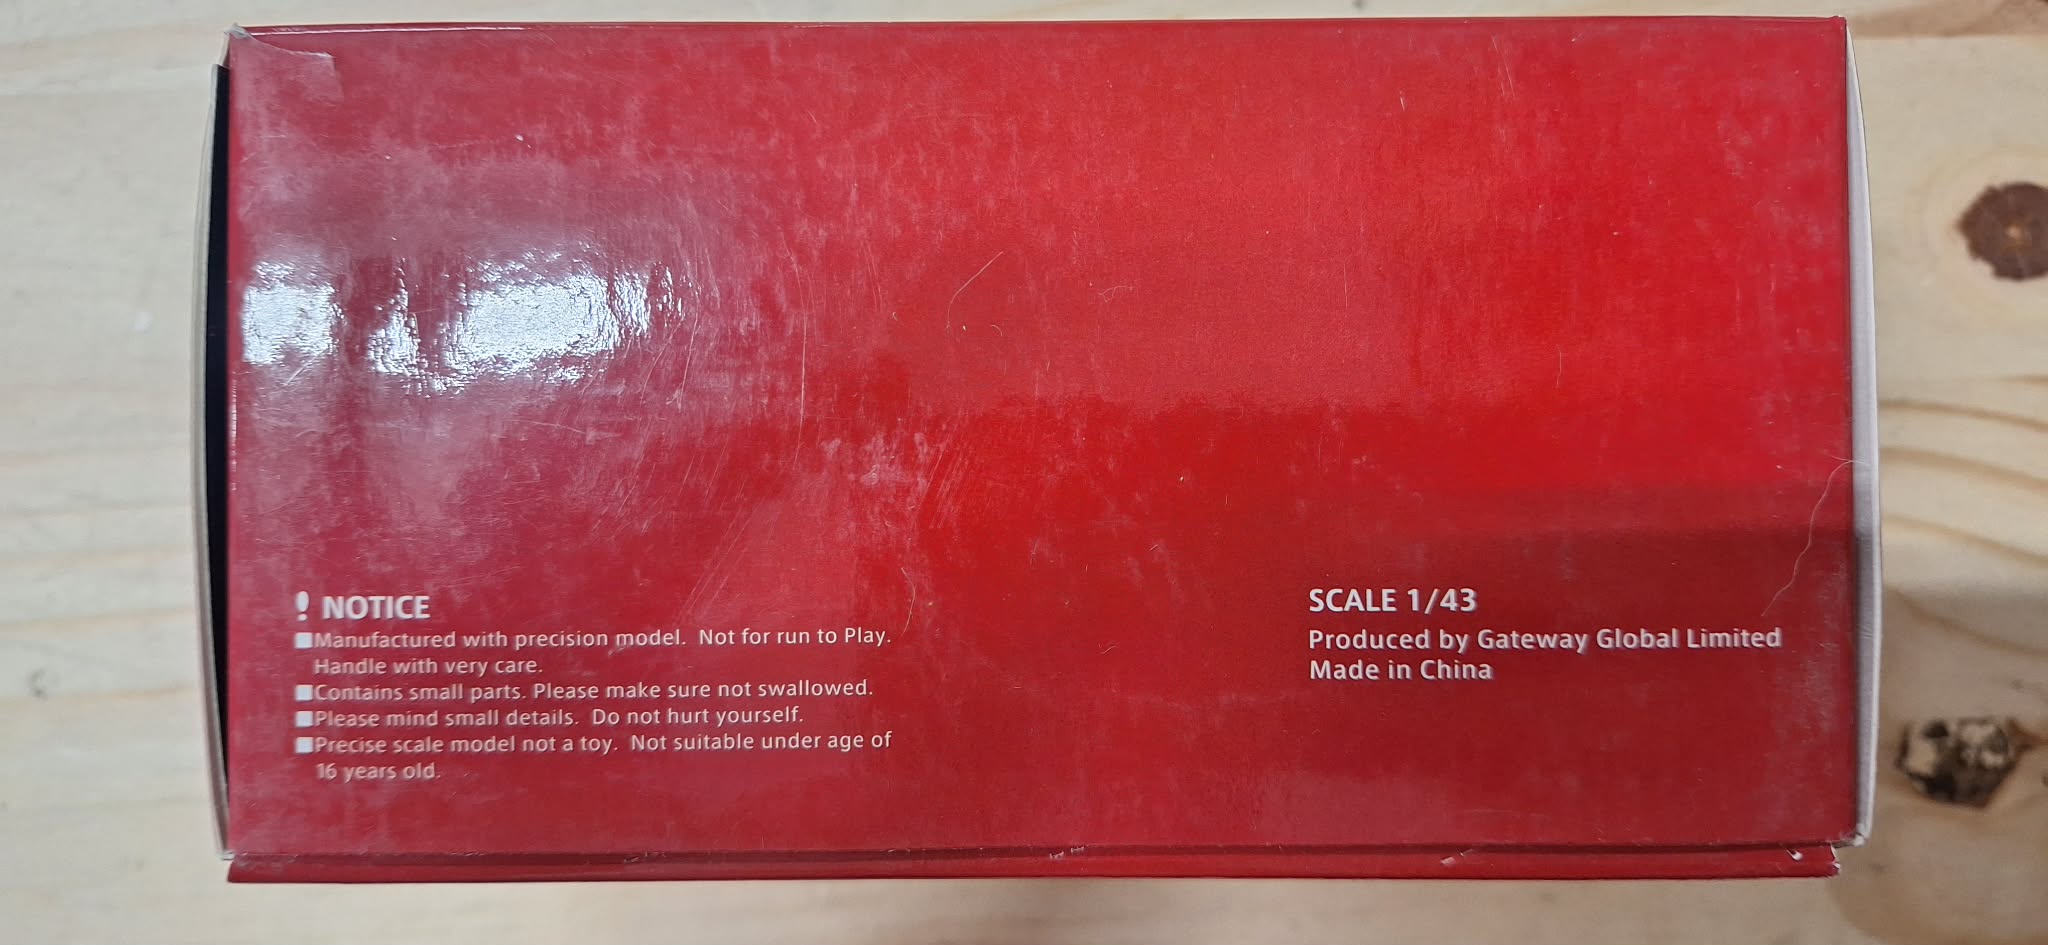 ! NOTICE
■Manufactured with precision model. Not for run to Play.
Handle with very care.
■Contains small parts. Please make sure not swallowed.
■Please mind small details. Do not hurt yourself.
■Precise scale model not a toy. Not suitable under age of
16 years old.
SCALE 1/43
Produced by Gateway Global Limited
Made in China